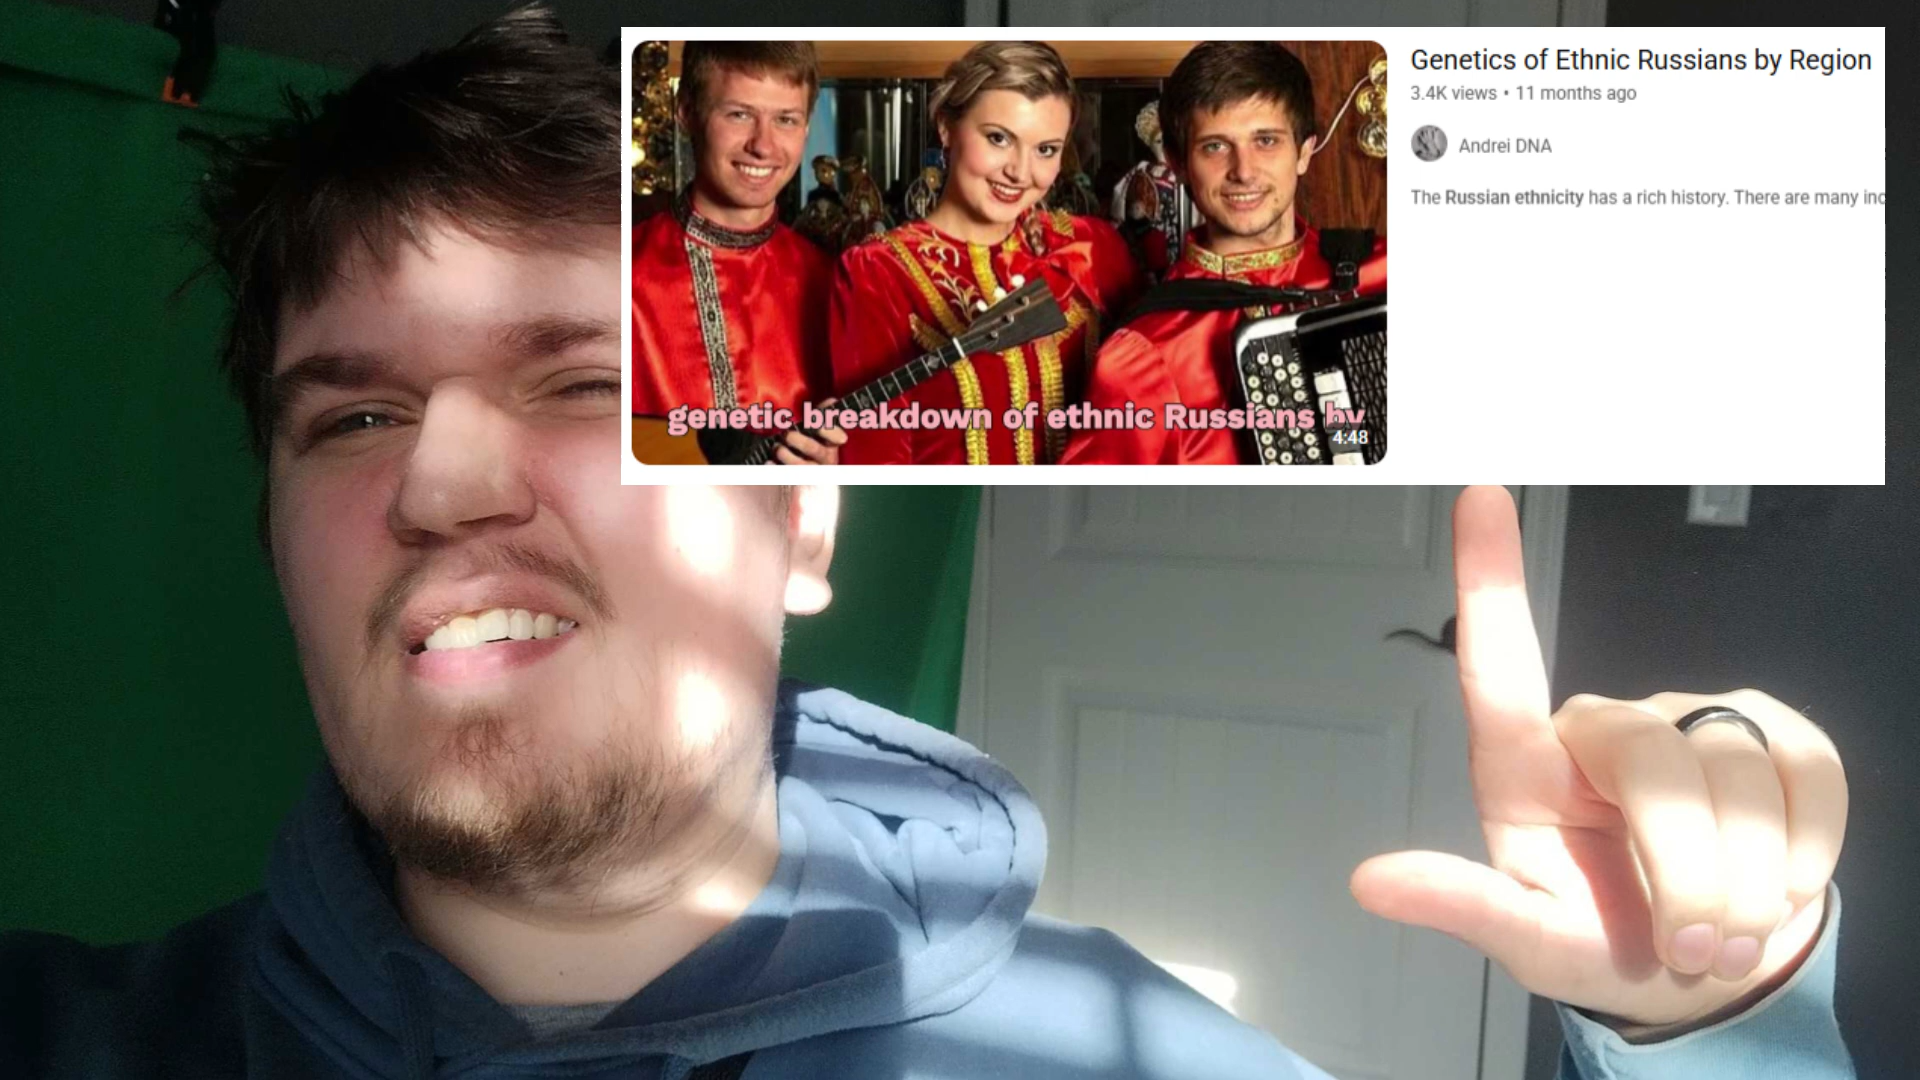 Genetics of Ethnic Russians by Region
3.4K views • 11 months ago
Andrei DNA
The Russian ethnicity has a rich history. There are many inc
genetic breakdown of ethnic Russians by
4:48